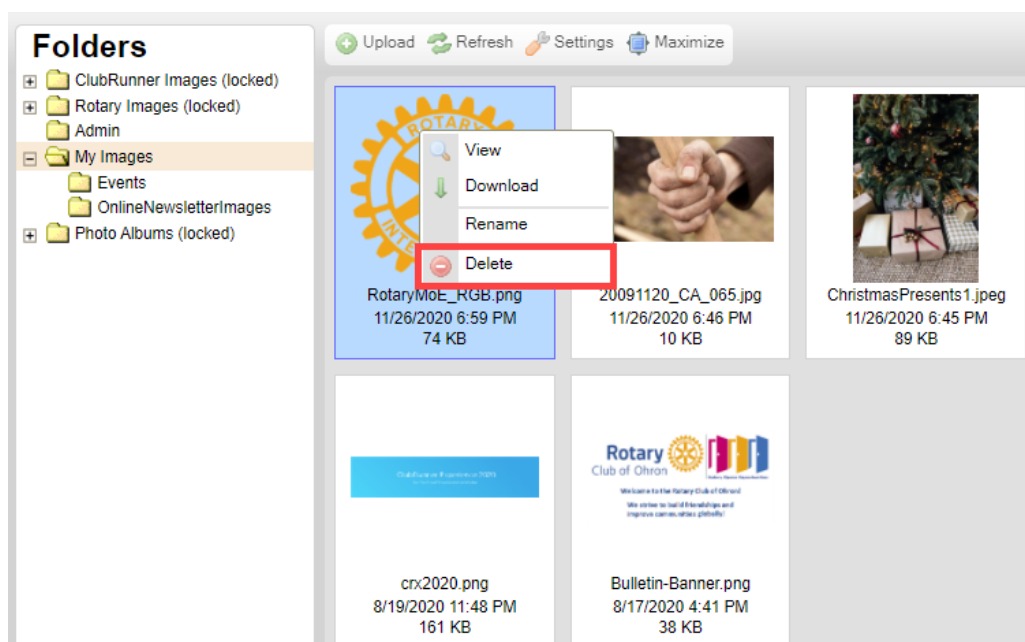 Folders
ClubRunner Images (locked)
Rotary Images (locked)
Admin
My Images
Events
OnlineNewsletterImages
Photo Albums (locked)
Upload Refresh Settings Maximize
ROTARY
INTE
View
Download
Rename
Delete
RotaryMoE_RGB.png
11/26/2020 6:59 PM
74 KB
20091120_CA_065.jpg
11/26/2020 6:46 PM
10 KB
ChristmasPresents1.jpeg
11/26/2020 6:45 PM
89 KB
crx2020.png
8/19/2020 11:48 PM
161 KB
Rotary
Club of Ohron
Welcome to the Rotary Club of Ohron!
We strive to build friendships and
improve communities globally!
Bulletin-Banner.png
8/17/2020 4:41 PM
38 KB